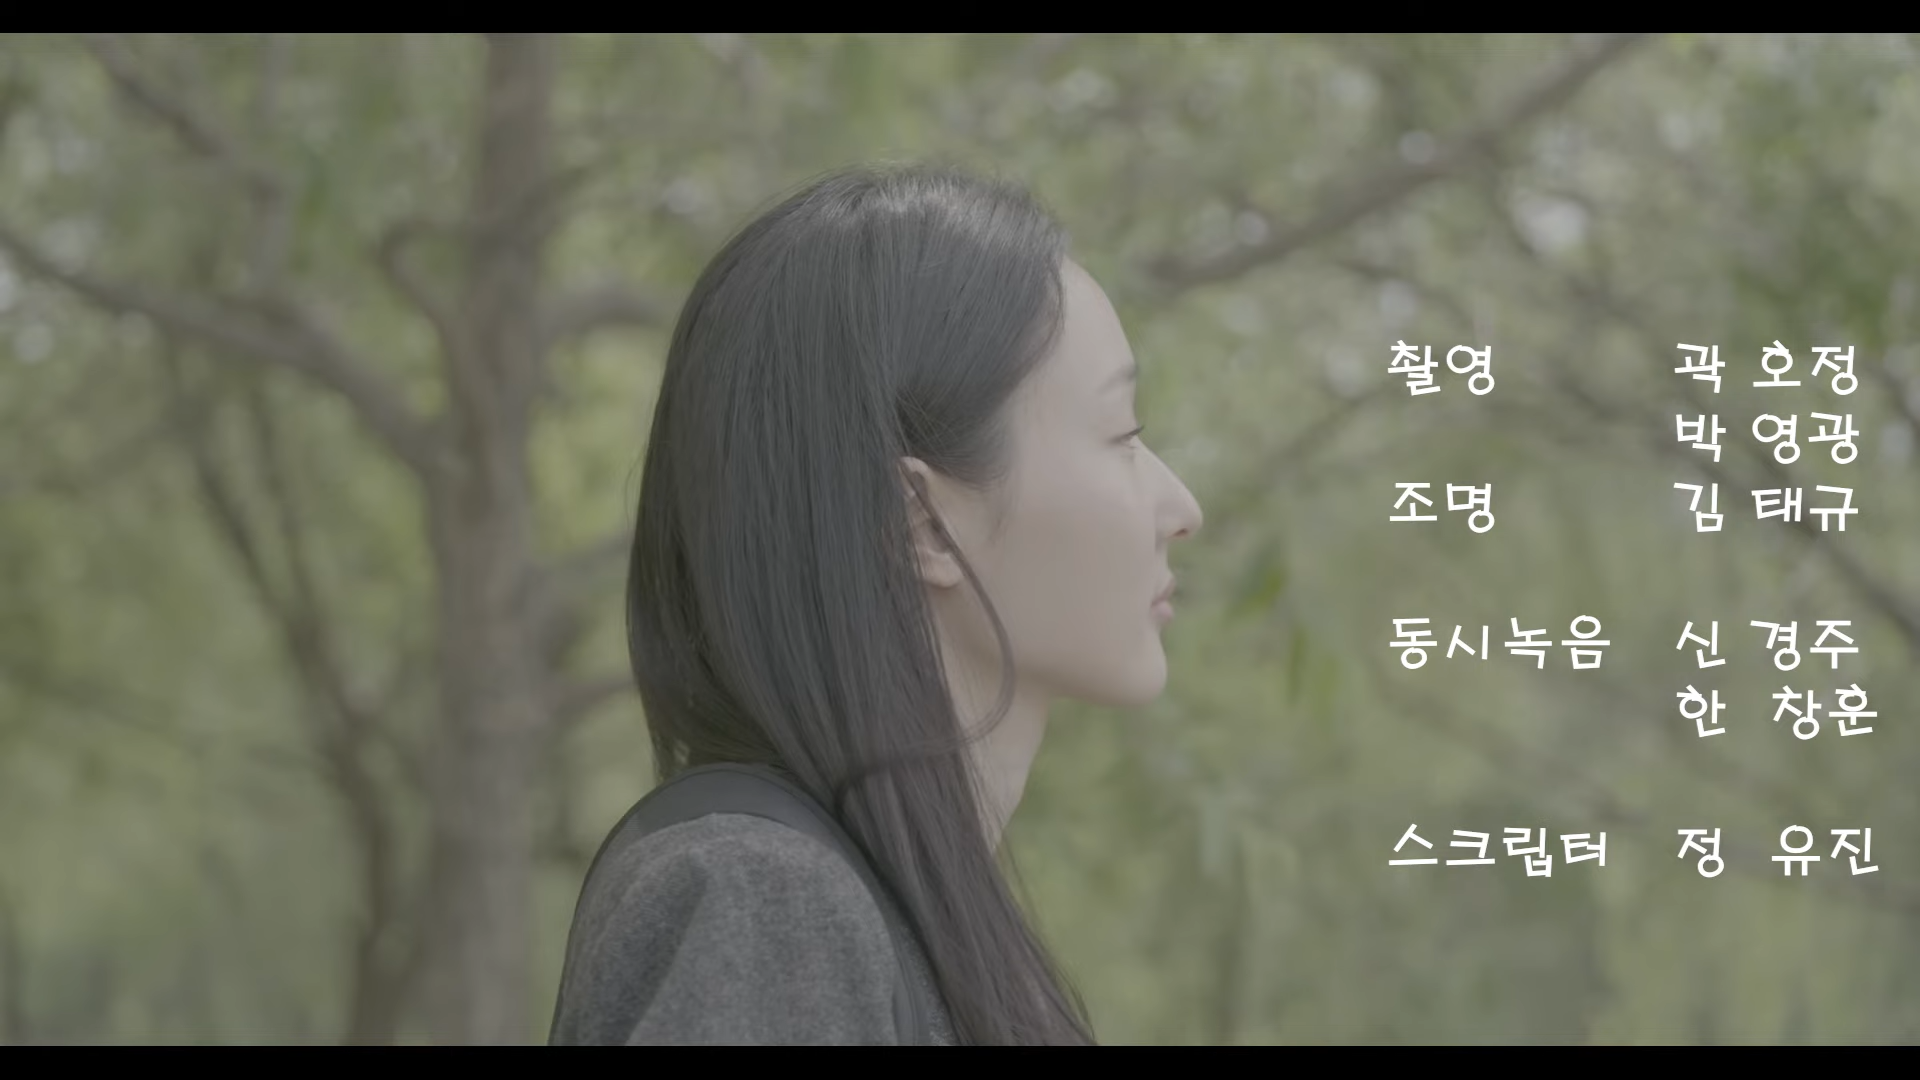 촬영 곽 호정
박 영광
조명 김 태규
동시녹음 신 경주
한 창훈
스크립터 정 유진